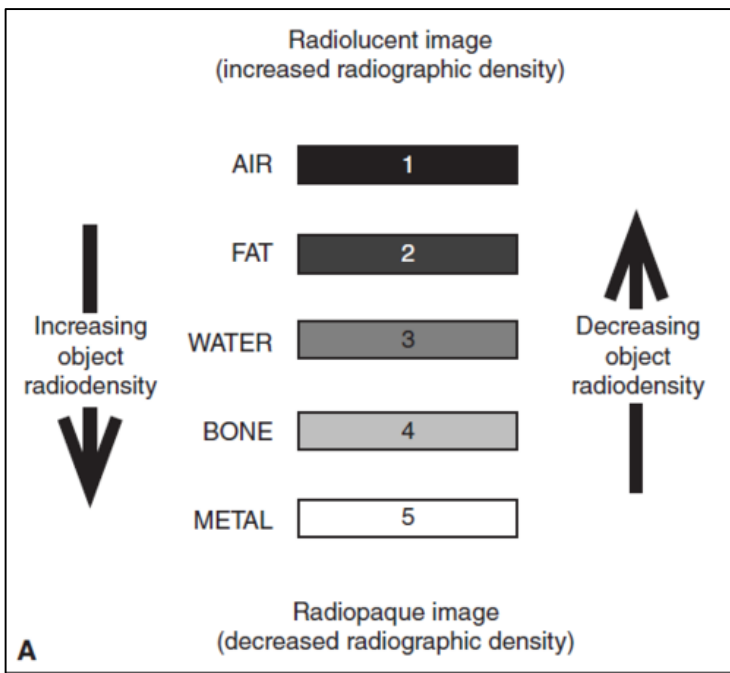 Radiolucent image
(increased radiographic density)
AIR
1
FAT
2
Increasing
object
radiodensity
WATER
3
Decreasing
object
radiodensity
BONE
4
METAL
5
Radiopaque image
(decreased radiographic density)
A